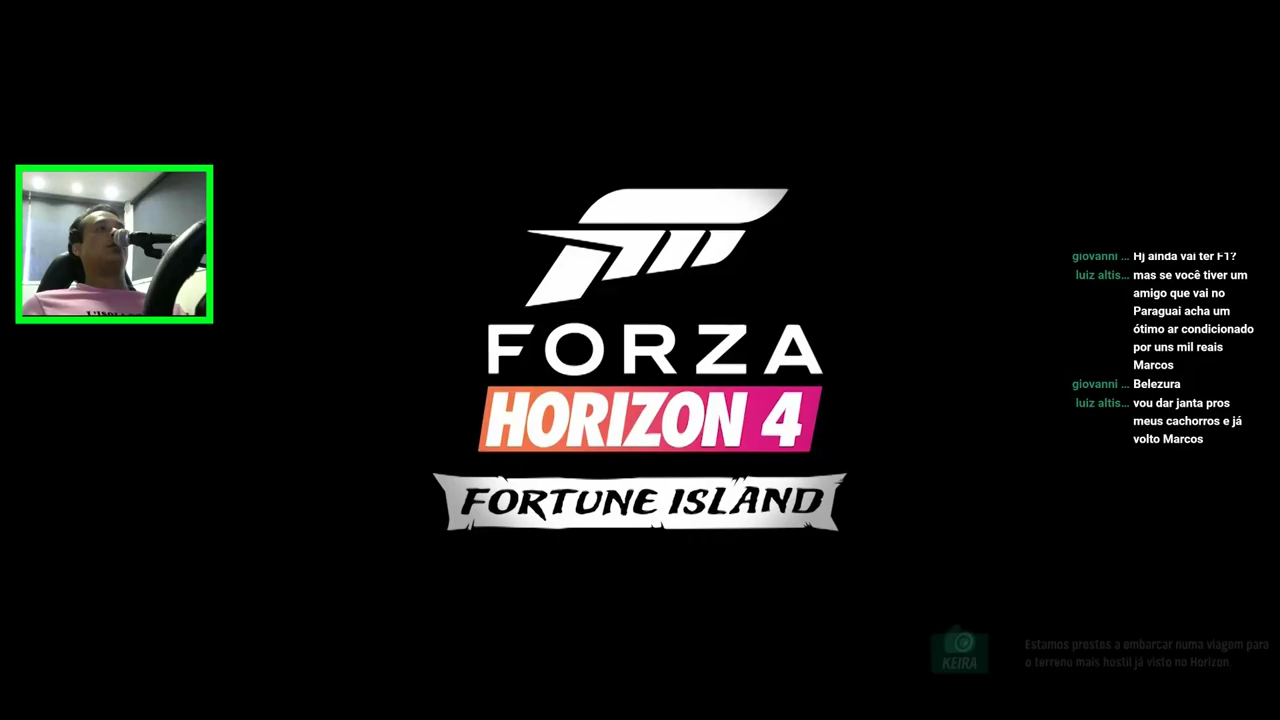 FORZA
HORIZON 4
FORTUNE ISLAND
giovanni ... Hj ainda vai ter F1?
luiz altis... mas se você tiver um
amigo que vai no
Paraguai acha um
ótimo ar condicionado
por uns mil reais
Marcos
giovanni ... Belezura
luiz altis... vou dar janta pros
meus cachorros e já
volto Marcos
KEIRA
Estamos prestes a embarcar numa viagem para
o terreno mais hostil já visto no Horizon